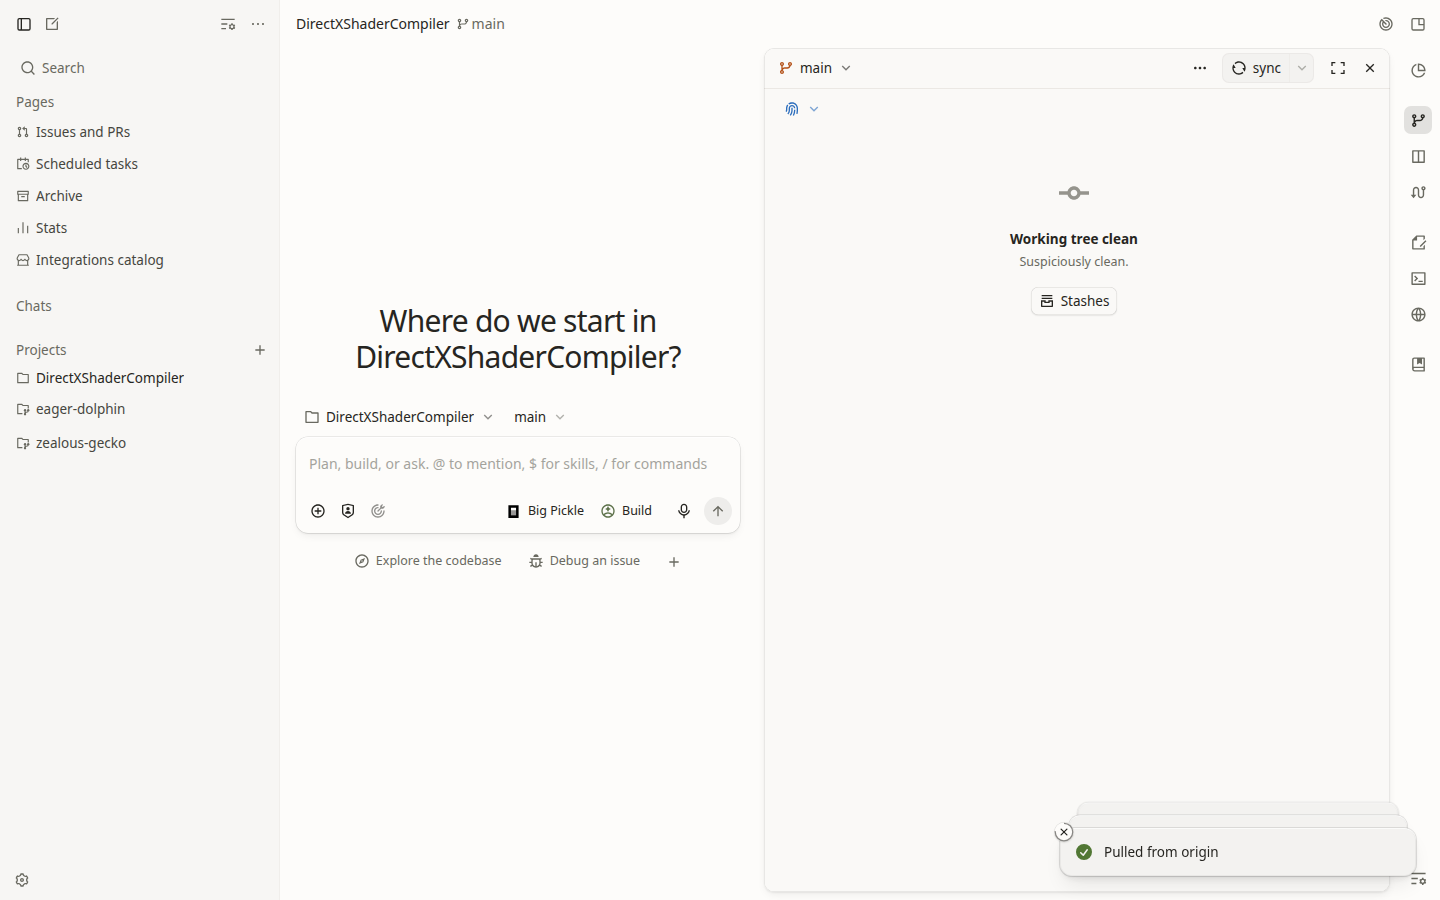 DirectXShaderCompiler main
Search
Pages
Issues and PRs
Scheduled tasks
Archive
Stats
Integrations catalog
Chats
Projects
DirectXShaderCompiler
eager-dolphin
zealous-gecko
Where do we start in
DirectXShaderCompiler?
DirectXShaderCompiler main
Plan, build, or ask. @ to mention, $ for skills, / for commands
Big Pickle Build
Explore the codebase Debug an issue
main sync
Working tree clean
Suspiciously clean.
Stashes
Pulled from origin